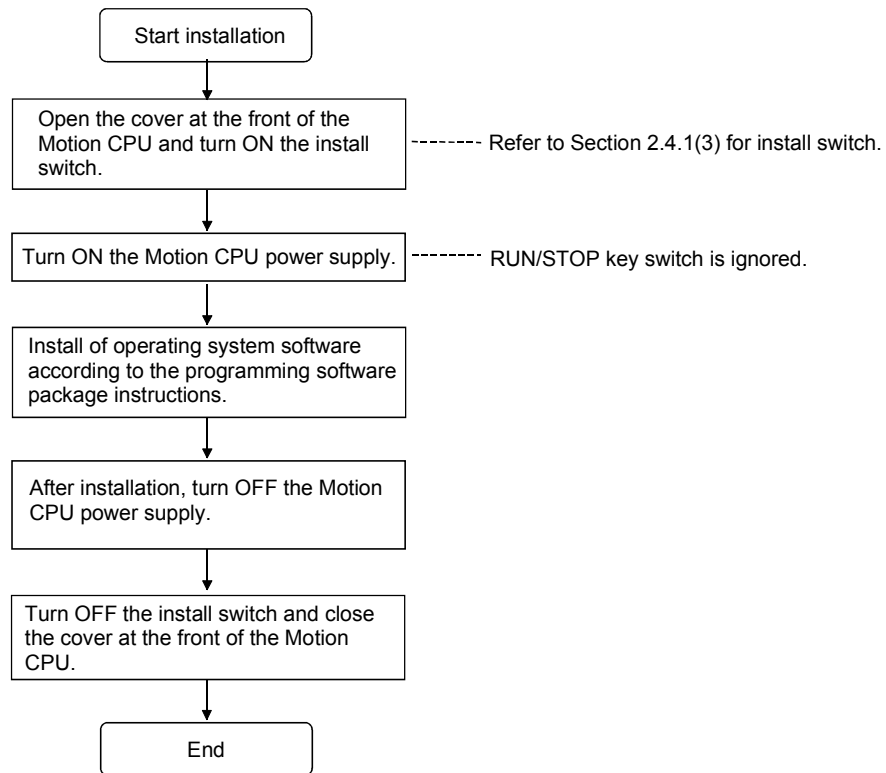 Start installation
Open the cover at the front of the
Motion CPU and turn ON the install
switch.
Refer to Section 2.4.1(3) for install switch.
Turn ON the Motion CPU power supply.
RUN/STOP key switch is ignored.
Install of operating system software
according to the programming software
package instructions.
After installation, turn OFF the Motion
CPU power supply.
Turn OFF the install switch and close
the cover at the front of the Motion
CPU.
End